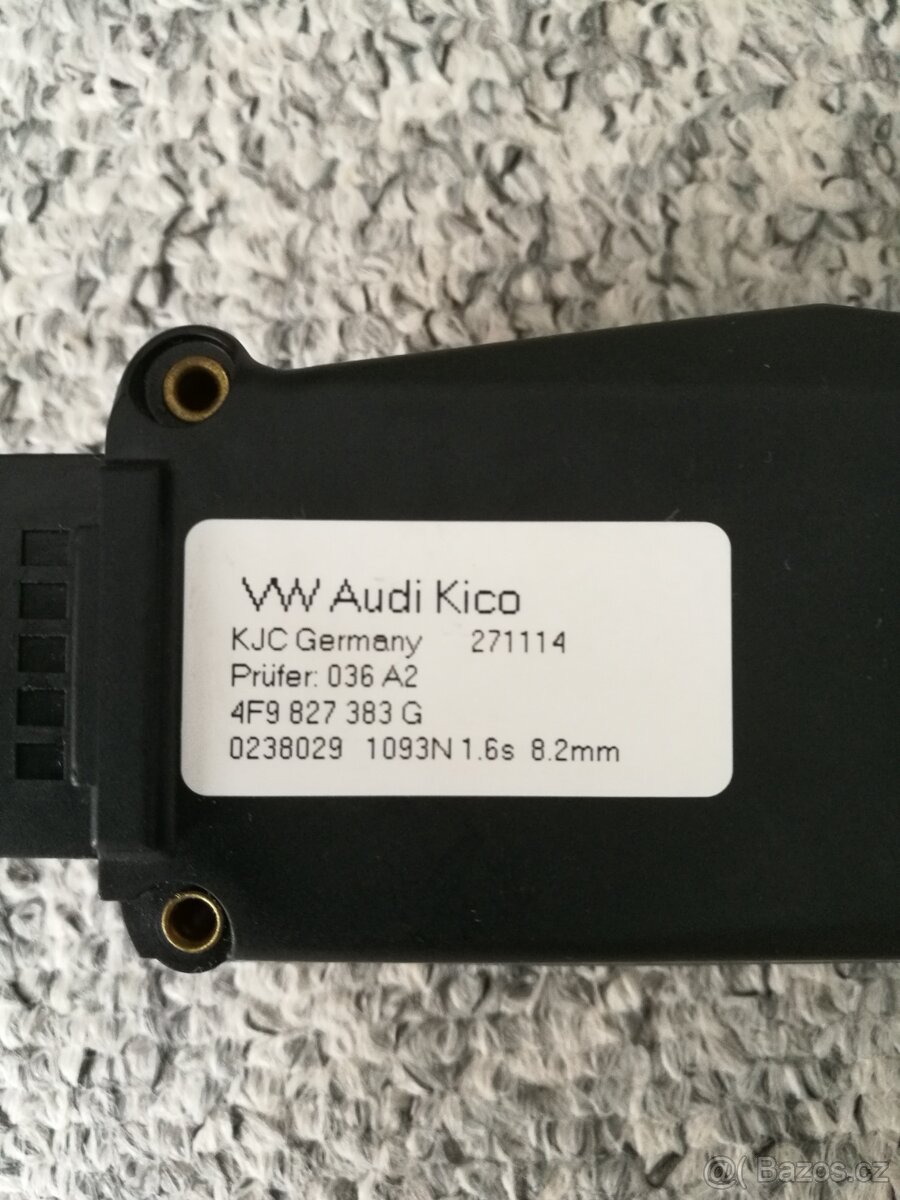 VW Audi Kico
KJC Germany 271114
Prüfer: 036 A2
4F9 827 383 G
0238029 1093N 1.6s 8.2mm
@( Bazos.cz